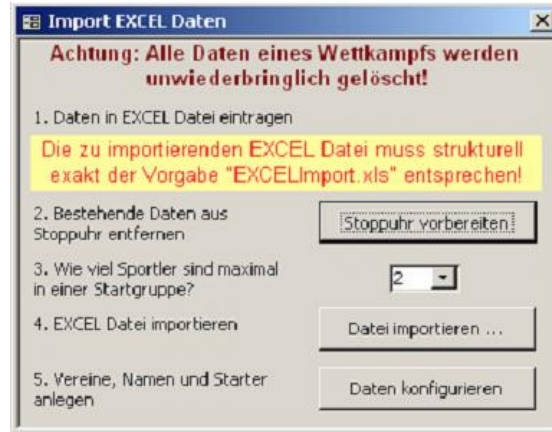 Import EXCEL Daten
Achtung: Alle Daten eines Wettkampfs werden
unwiederbringlich gelöscht!
1. Daten in EXCEL Datei eintragen
Die zu importierenden EXCEL Datei muss strukturell
exakt der Vorgabe "EXCELImport.xls" entsprechen!
2. Bestehende Daten aus
Stoppuhr entfernen
Stoppuhr vorbereiten
3. Wie viel Sportler sind maximal
in einer Startgruppe?
2
4. EXCEL Datei importieren
Datei importieren ...
5. Vereine, Namen und Starter
anlegen
Daten konfigurieren